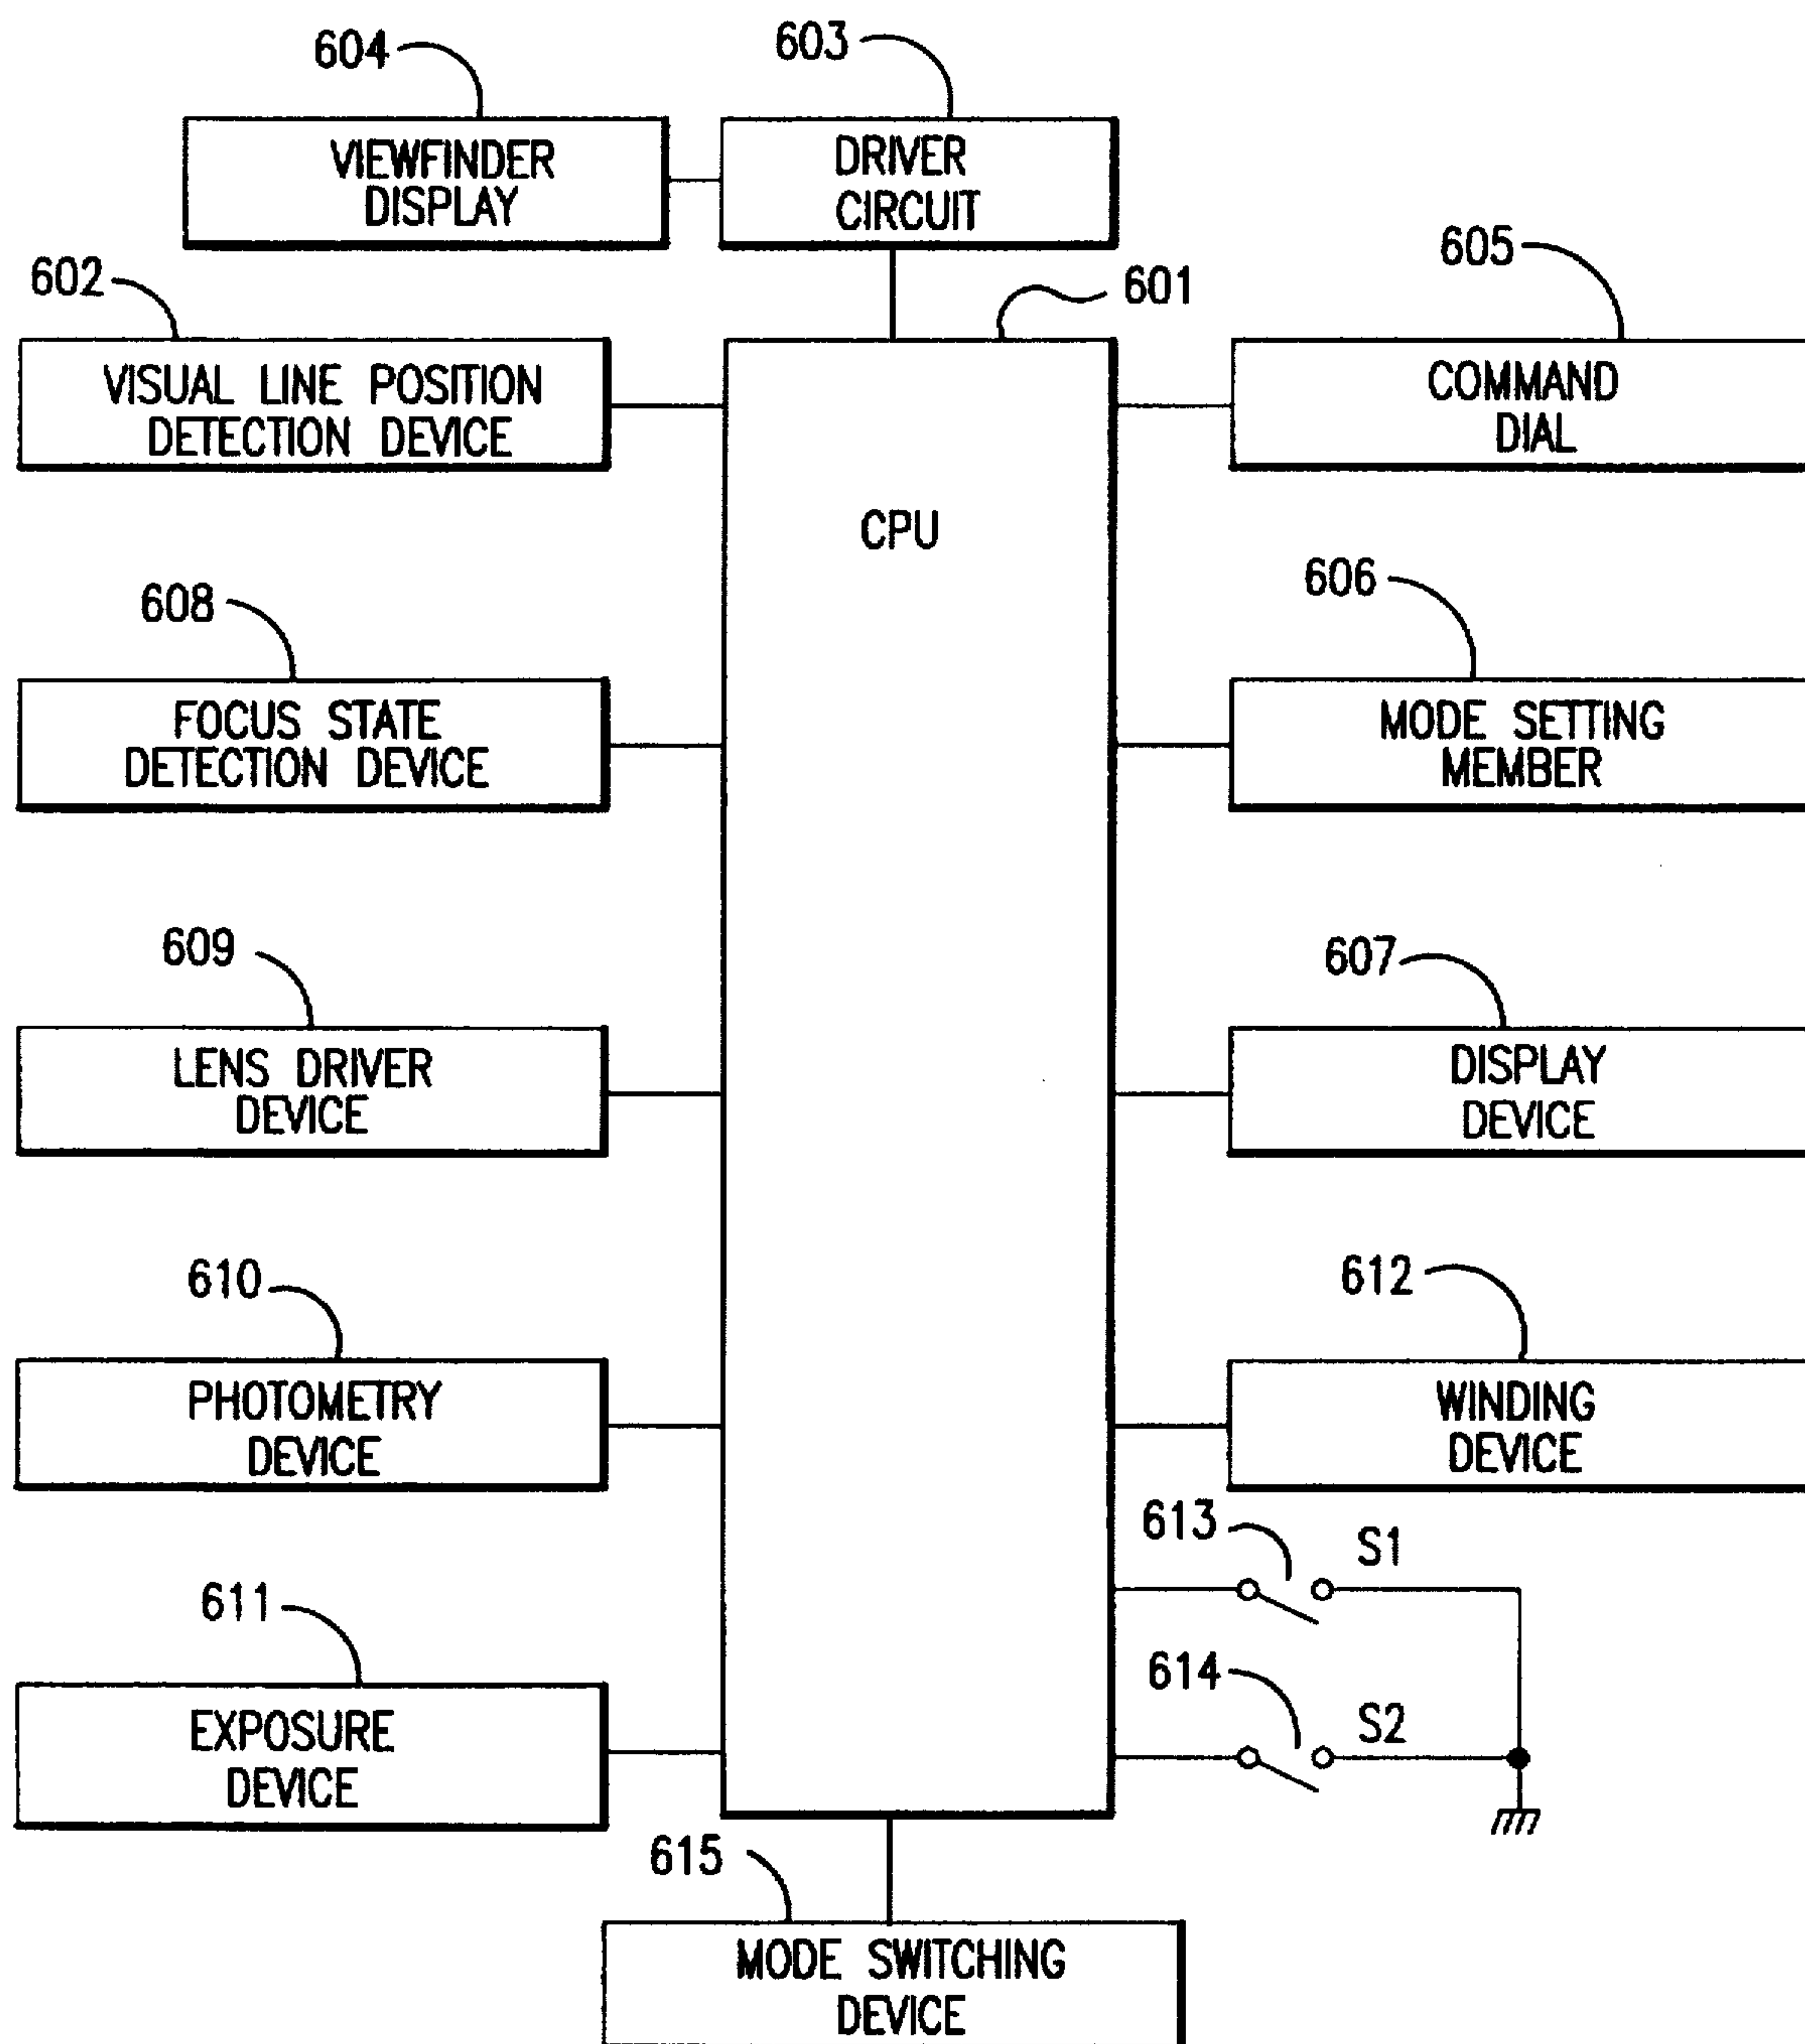 604
603
VIEWFINDER
DISPLAY
DRIVER
CIRCUIT
602
601
605
VISUAL LINE POSITION
DETECTION DEVICE
COMMAND
DIAL
CPU
608
606
FOCUS STATE
DETECTION DEVICE
MODE SETTING
MEMBER
609
607
LENS DRIVER
DEVICE
DISPLAY
DEVICE
610
612
PHOTOMETRY
DEVICE
WINDING
DEVICE
613
S1
611
614
S2
EXPOSURE
DEVICE
615
MODE SWITCHING
DEVICE